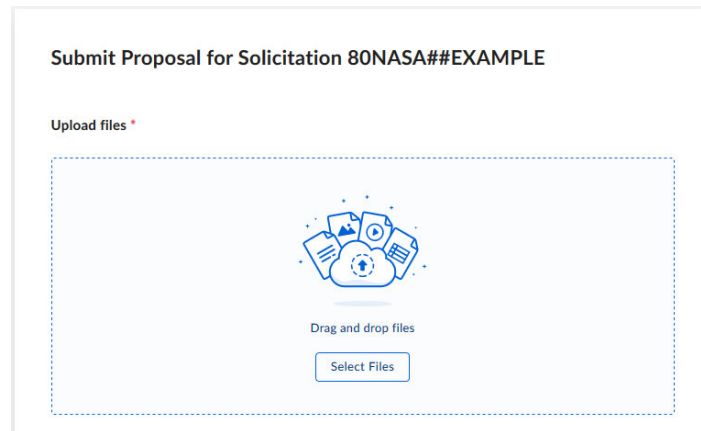 Submit Proposal for Solicitation 80NASA##EXAMPLE
Upload files *
Drag and drop files
Select Files